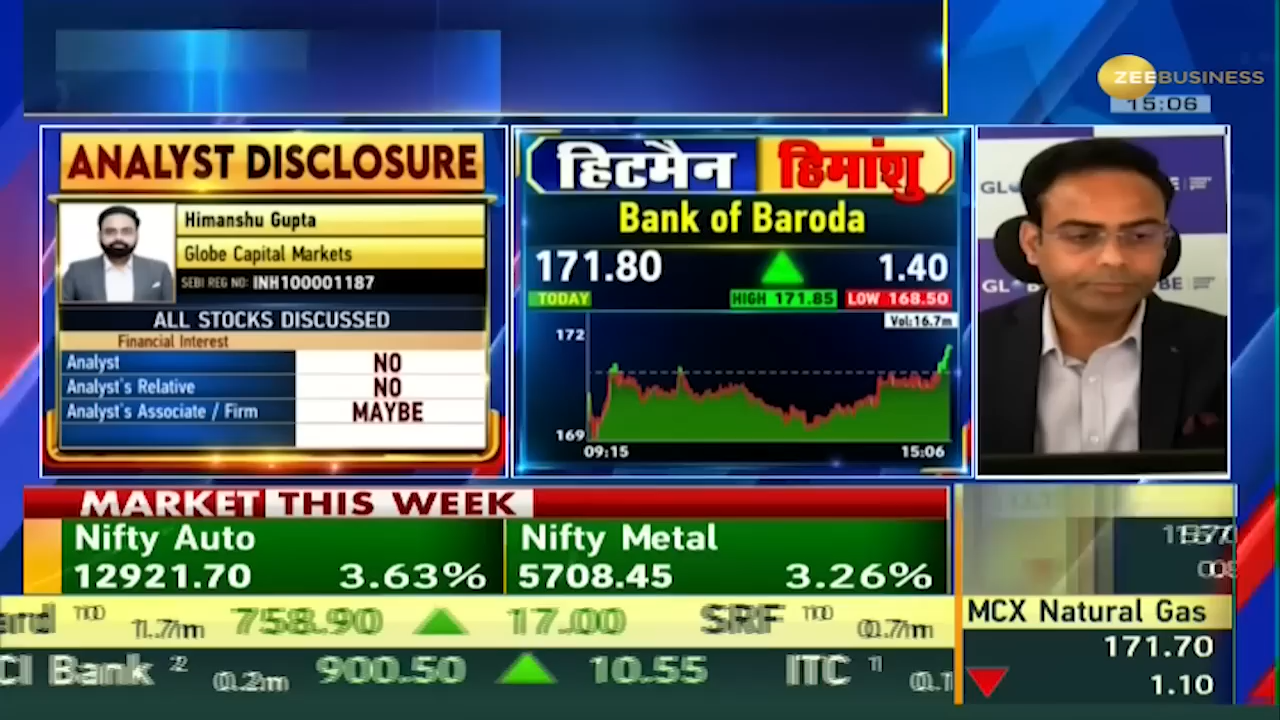 ZEEBUSINESS
15:06
ANALYST DISCLOSURE
Himanshu Gupta
Globe Capital Markets
SEBI REG NO: INH100001187
ALL STOCKS DISCUSSED
Financial Interest
Analyst NO
Analyst's Relative NO
Analyst's Associate / Firm MAYBE
हिटमैन हिमांशु
Bank of Baroda
171.80 1.40
TODAY HIGH 171.85 LOW 168.50
Vol:16.7m
172
169
09:15 15:06
MARKET THIS WEEK
Nifty Auto
12921.70 3.63%
Nifty Metal
5708.45 3.26%
758.90 17.00 SRF
CI Bank 0.2m 900.50 10.55 ITC
MCX Natural Gas
171.70
1.10